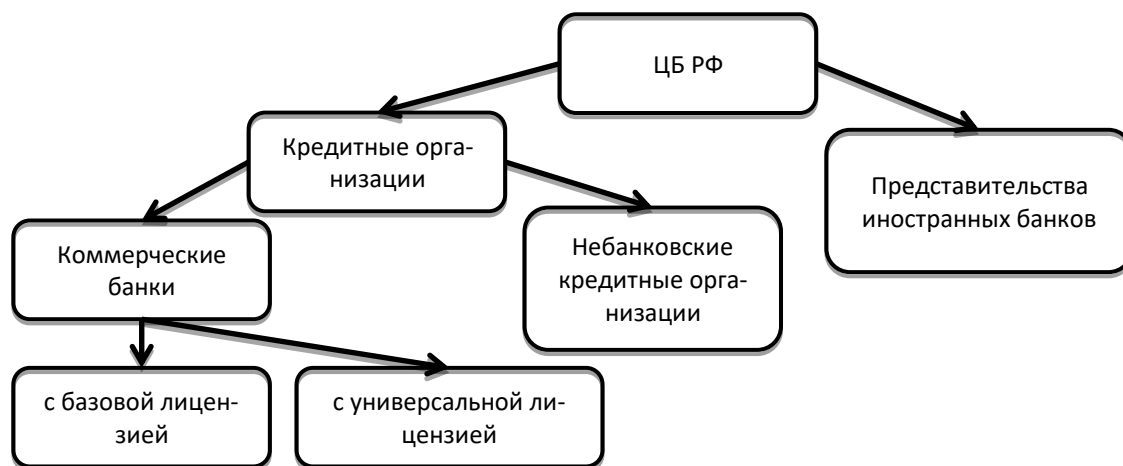 ЦБ РФ
Кредитные орга-
низации
Представительства
иностранных банков
Коммерческие
банки
Небанковские
кредитные орга-
низации
с базовой лицен-
зией
с универсальной ли-
цензией